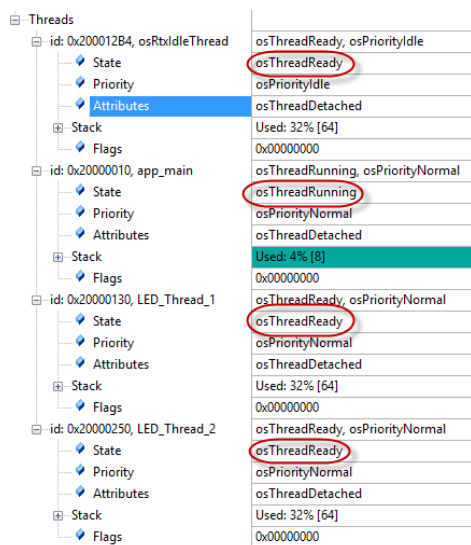 Threads
id: 0x200012B4, osRtxIdleThread osThreadReady, osPriorityIdle
State osThreadReady
Priority osPriorityIdle
Attributes osThreadDetached
Stack Used: 32% [64]
Flags 0x00000000
id: 0x20000010, app_main osThreadRunning, osPriorityNormal
State osThreadRunning
Priority osPriorityNormal
Attributes osThreadDetached
Stack Used: 4% [8]
Flags 0x00000000
id: 0x20000130, LED_Thread_1 osThreadReady, osPriorityNormal
State osThreadReady
Priority osPriorityNormal
Attributes osThreadDetached
Stack Used: 32% [64]
Flags 0x00000000
id: 0x20000250, LED_Thread_2 osThreadReady, osPriorityNormal
State osThreadReady
Priority osPriorityNormal
Attributes osThreadDetached
Stack Used: 32% [64]
Flags 0x00000000